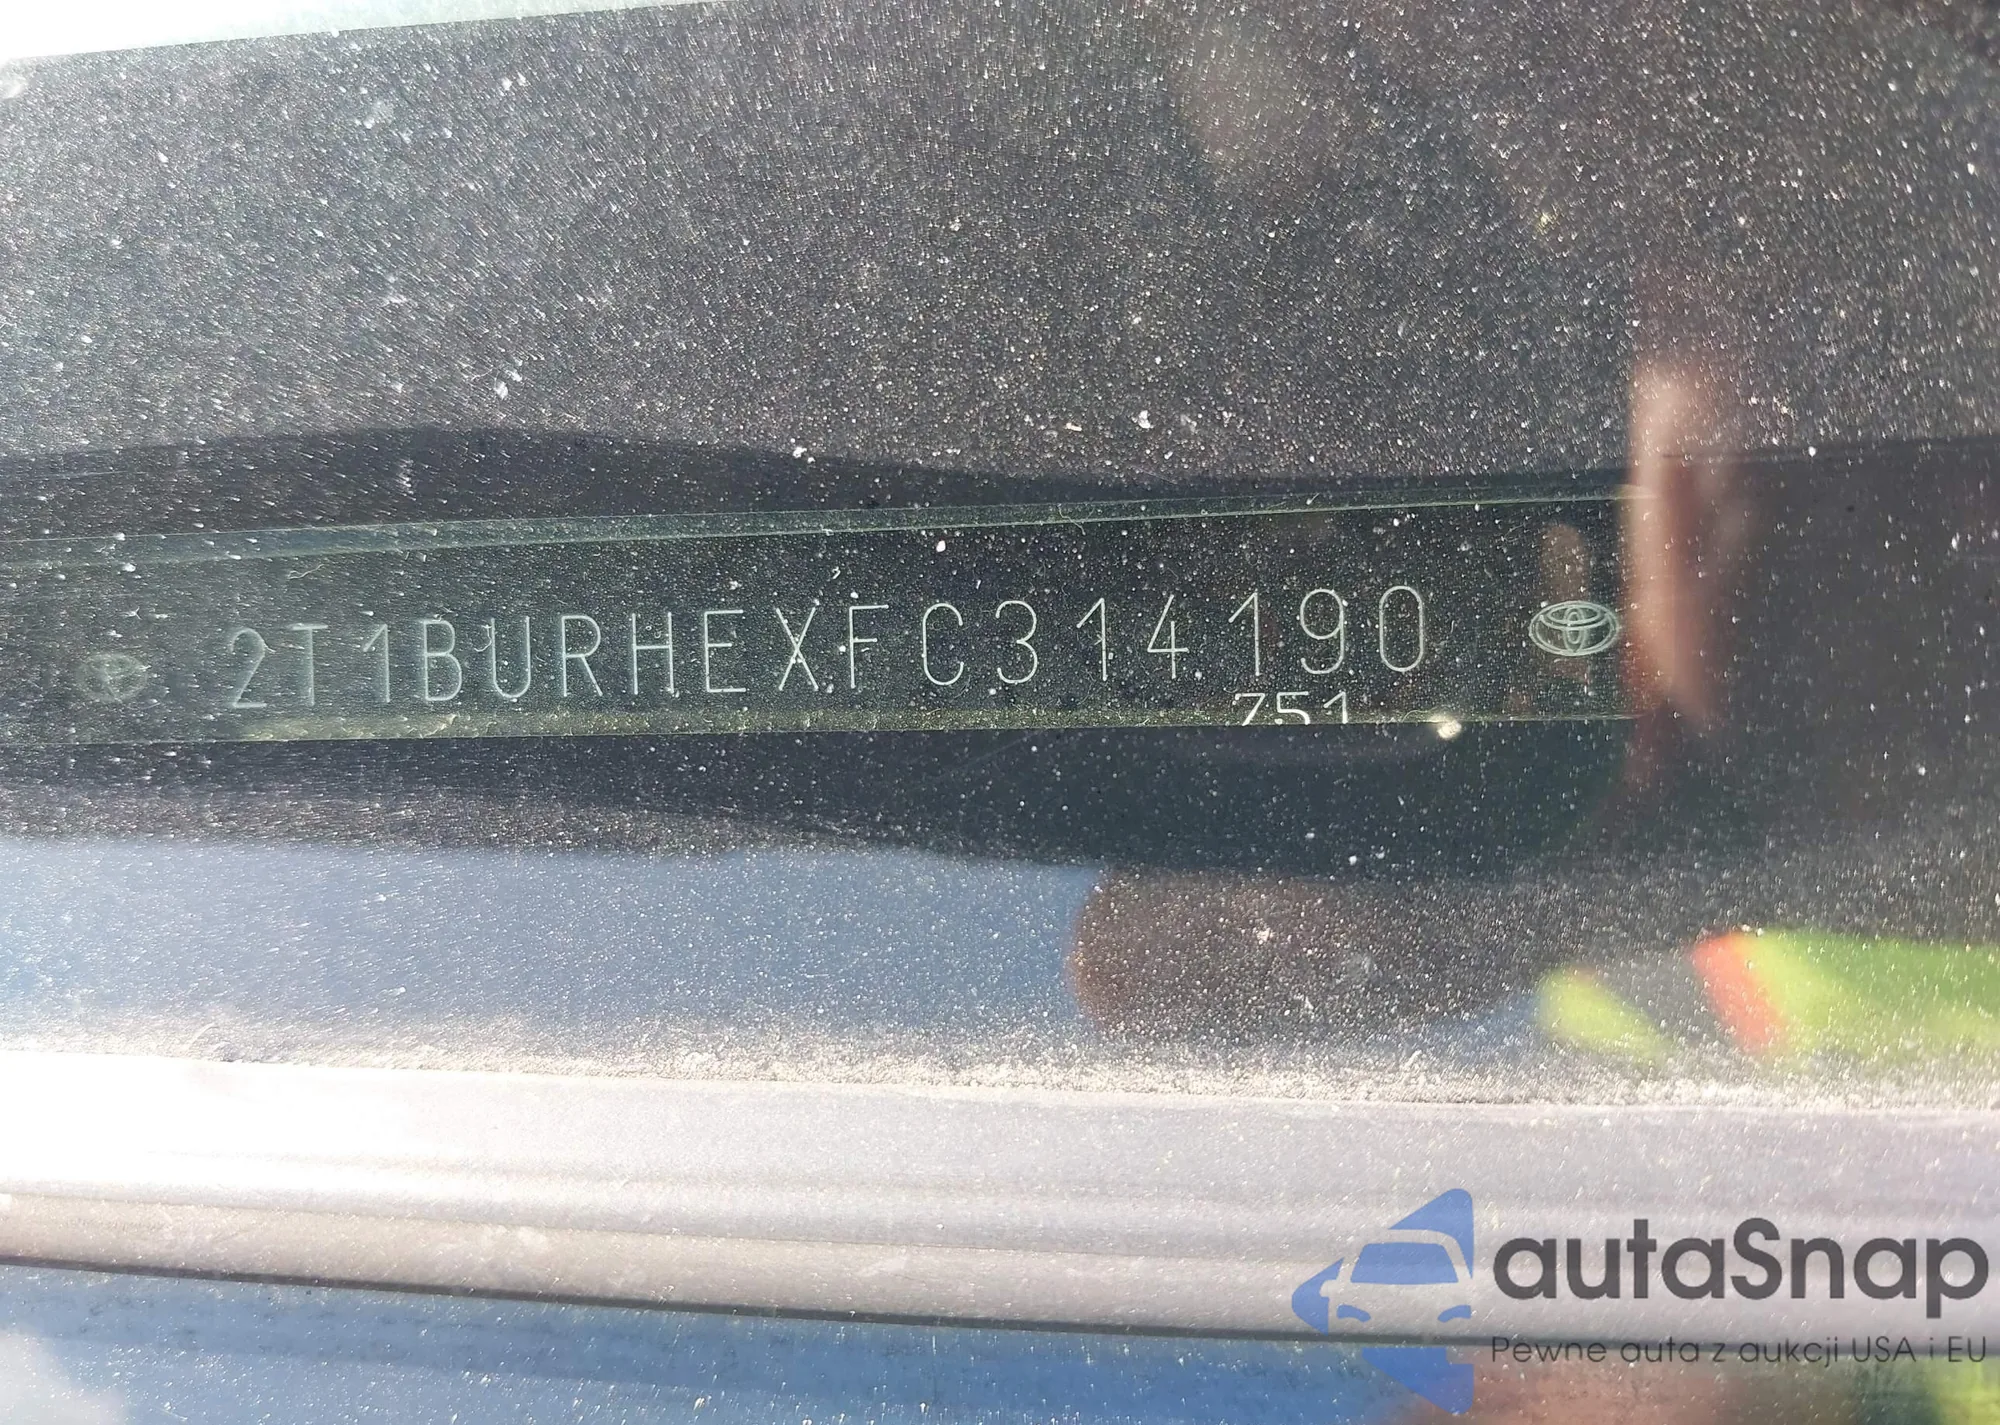 2T1BURHEXFC314190
751
autaSnap
Pewne auta z aukcji USA i EU